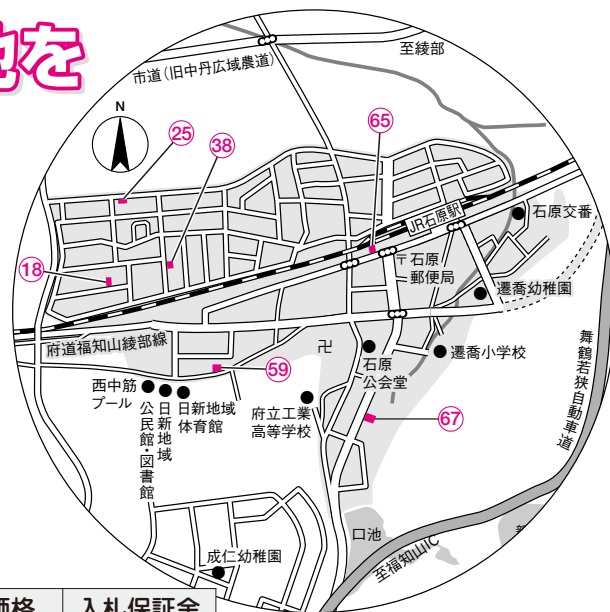 地を
至綾部
市道(旧中丹広域農道)
N
25
38
65
JR石原駅
石原交番
18
〒石原
郵便局
遷喬幼稚園
府道福知山綾部線
卍
59
石原
公会堂
遷喬小学校
舞鶴若狭自動車道
西中筋
プール
日新地域
公民館・図書館
日新地域
体育館
府立工業
高等学校
67
口池
至福知山IC
成仁幼稚園
価格
入札保証金